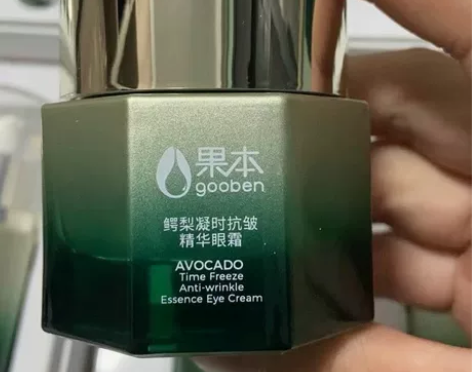 果本
gooben
鳄梨凝时抗皱
精华眼霜
AVOCADO
Time Freeze
Anti-wrinkle
Essence Eye Cream